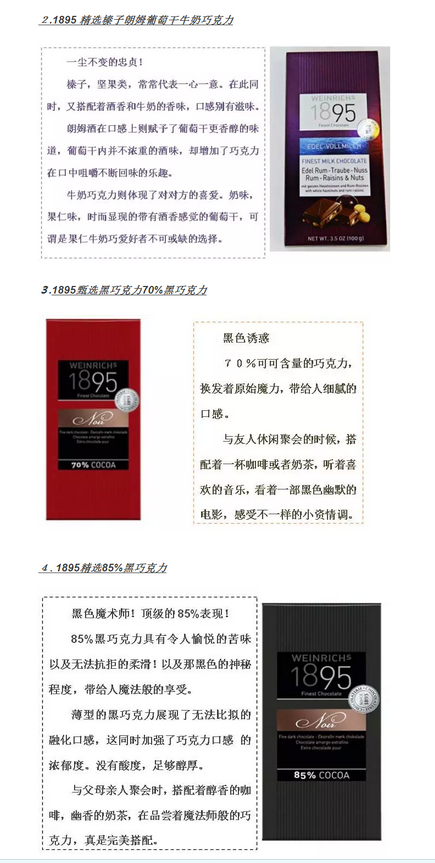 2.1895 精选榛子朗姆葡萄干牛奶巧克力
一尘不变的忠贞！
榛子，坚果类，常常代表一心一意。在此同
时，又搭配着酒香和牛奶的香味，口感别有滋味。
朗姆酒在口感上则赋予了葡萄干更香醇的味
道，葡萄干内并不浓重的酒味，却增加了巧克力
在口中咀嚼不断回味的乐趣。
牛奶巧克力则体现了对对方的喜爱。奶味，
果仁味，时而显现的带有酒香感觉的葡萄干，可
谓是果仁牛奶巧爱好者不可或缺的选择。
WEINRICHS
1895
Finest Chocolate
EDEL-VOLLMILCH
FINEST MILK CHOCOLATE
Edel Rum-Traube-Nuss
Rum-Raisins & Nuts
NET WT. 3.5 OZ (100g)
3.1895甄选黑巧克力70%黑巧克力
WEINRICHS
1895
Finest Chocolate
Noir
Fine dark chocolate · Dezralis mørk chokolade
Chocolate amargo extrafino
Extra chocolate pour
70% COCOA
黑色诱惑
70%可可含量的巧克力，
换发着原始魔力，带给人细腻的
口感。
与友人休闲聚会的时候，搭
配着一杯咖啡或者奶茶，听着喜
欢的音乐，看着一部黑色幽默的
电影，感受不一样的小资情调。
4.1895精选85%黑巧克力
黑色魔术师！顶级的85%表现！
85%黑巧克力具有令人愉悦的苦味
以及无法抗拒的柔滑！以及那黑色的神秘
程度，带给人魔法般的享受。
薄型的黑巧克力展现了无法比拟的
融化口感，这同时加强了巧克力口感 的
浓郁度。没有酸度，足够醇厚。
与父母亲人聚会时，搭配着醇香的咖
啡，幽香的奶茶，在品尝着魔法师般的巧
克力，真是完美搭配。
WEINRICHS
1895
Finest Chocolate
Noir
85% COCOA